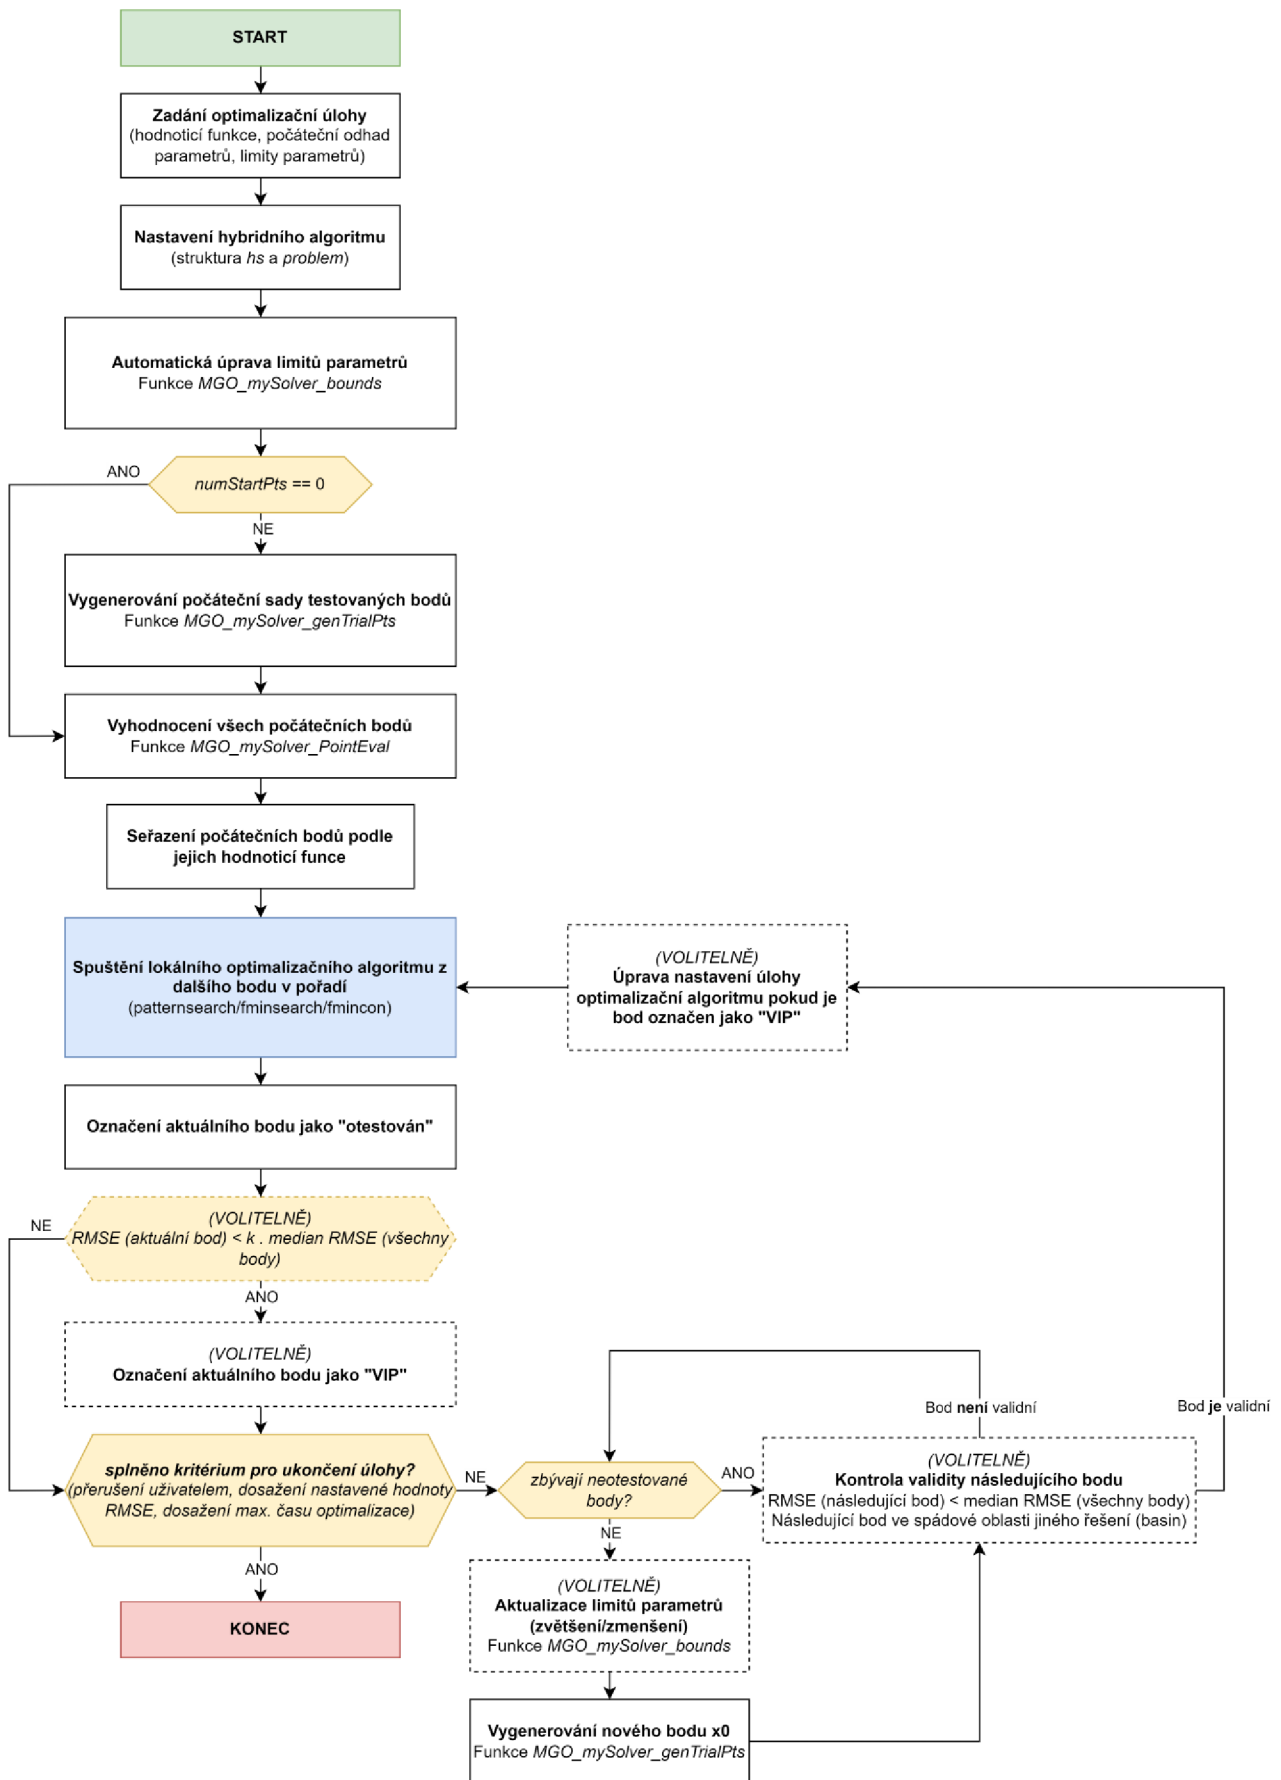 START
Zadání optimalizační úlohy
(hodnoticí funkce, počáteční odhad
parametrů, limity parametrů)
Nastavení hybridního algoritmu
(struktura hs a problem)
Automatická úprava limitů parametrů
Funkce MGO_mySolver_bounds
ANO
numStartPts == 0
NE
Vygenerování počáteční sady testovaných bodů
Funkce MGO_mySolver_genTrialPts
Vyhodnocení všech počátečních bodů
Funkce MGO_mySolver_PointEval
Seřazení počátečních bodů podle
jejich hodnoticí funce
Spuštění lokálního optimalizačního algoritmu z
dalšího bodu v pořadí
(patternsearch/fminsearch/fmincon)
(VOLITELNĚ)
Úprava nastavení úlohy
optimalizační algoritmu pokud je
bod označen jako "VIP"
Označení aktuálního bodu jako "otestován"
NE
(VOLITELNĚ)
RMSE (aktuální bod) < k . median RMSE (všechny
body)
ANO
(VOLITELNĚ)
Označení aktuálního bodu jako "VIP"
Bod není validní
Bod je validní
splněno kritérium pro ukončení úlohy?
(přerušení uživatelem, dosažení nastavené hodnoty
RMSE, dosažení max. času optimalizace)
NE
zbývají neotestované
body?
ANO
(VOLITELNĚ)
Kontrola validity následujícího bodu
RMSE (následující bod) < median RMSE (všechny body)
Následující bod ve spádové oblasti jiného řešení (basin)
NE
ANO
(VOLITELNĚ)
Aktualizace limitů parametrů
(zvětšení/zmenšení)
Funkce MGO_mySolver_bounds
KONEC
Vygenerování nového bodu x0
Funkce MGO_mySolver_genTrialPts